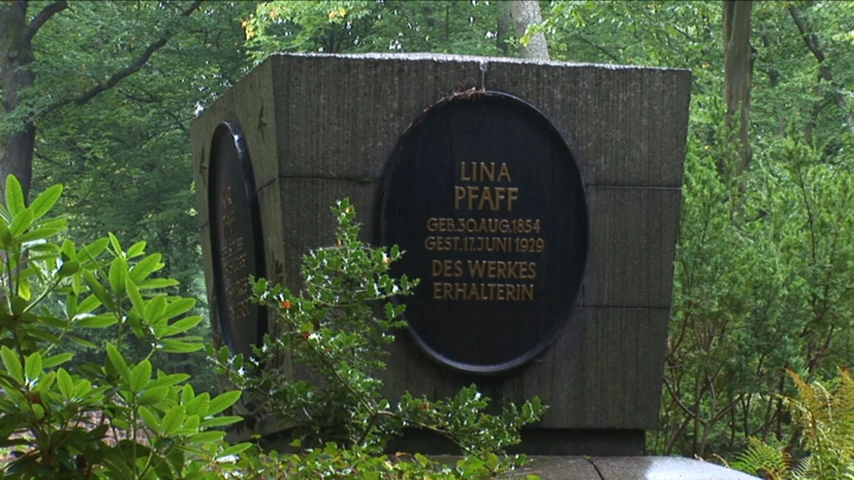 LINA
PFAFF
GEB.30.AUG.1854
GEST.17.JUNI 1929
DES WERKES
ERHALTERIN